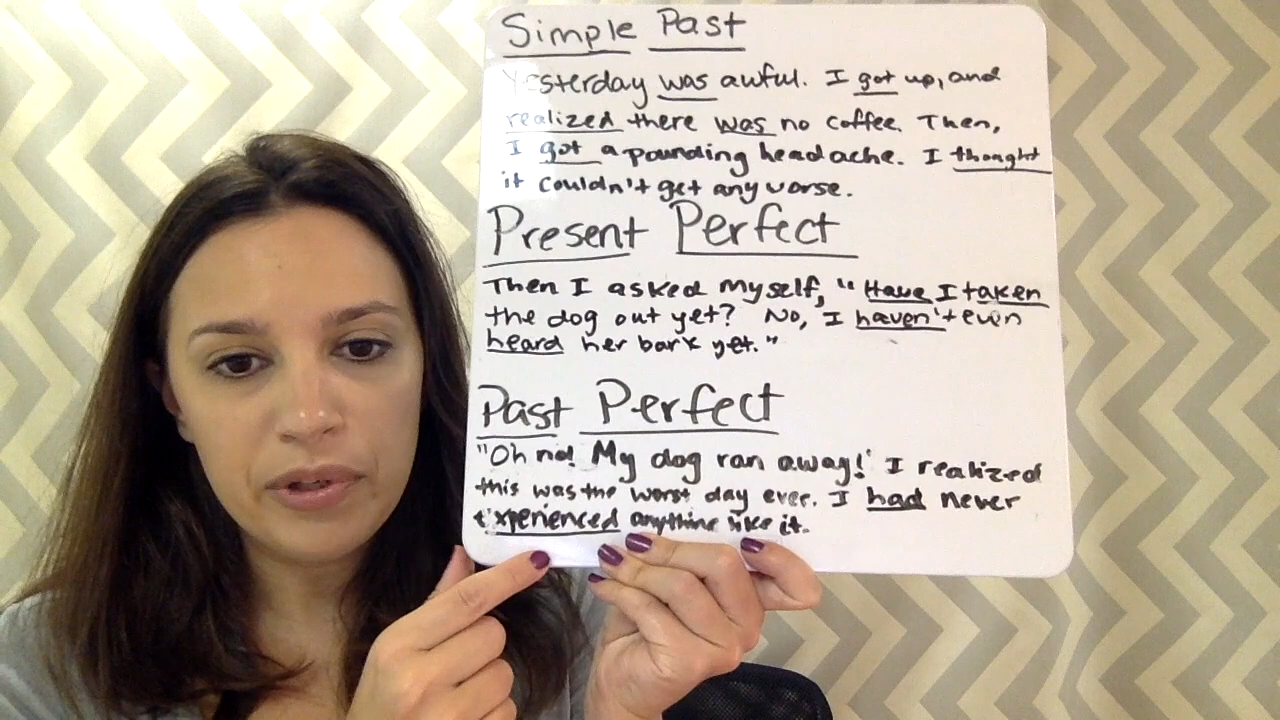 Simple Past
Yesterday was awful. I got up, and
realized there was no coffee. Then,
I got a pounding headache. I thought
it couldn't get any worse.
Present Perfect
Then I asked myself, "Have I taken
the dog out yet? No, I haven't even
heard her bark yet."
Past Perfect
"Oh no! My dog ran away!' I realized
this was the worst day ever. I had never
experienced anything like it.